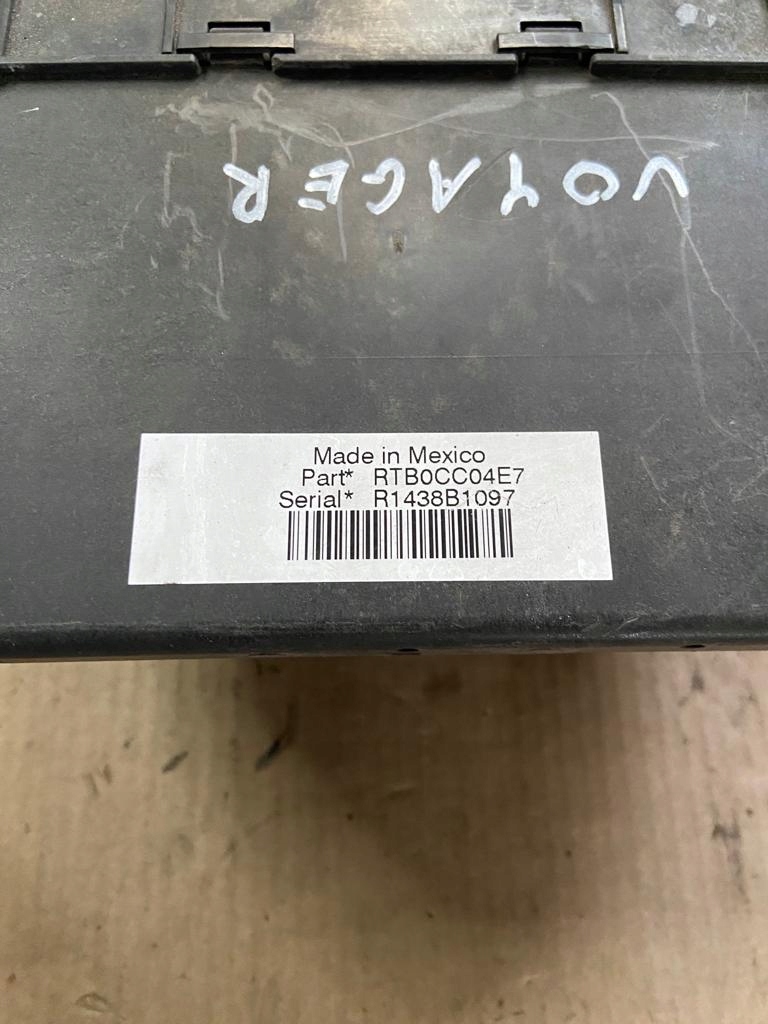 VOYAGER
Made in Mexico
Part* RTB0CC04E7
Serial* R1438B1097